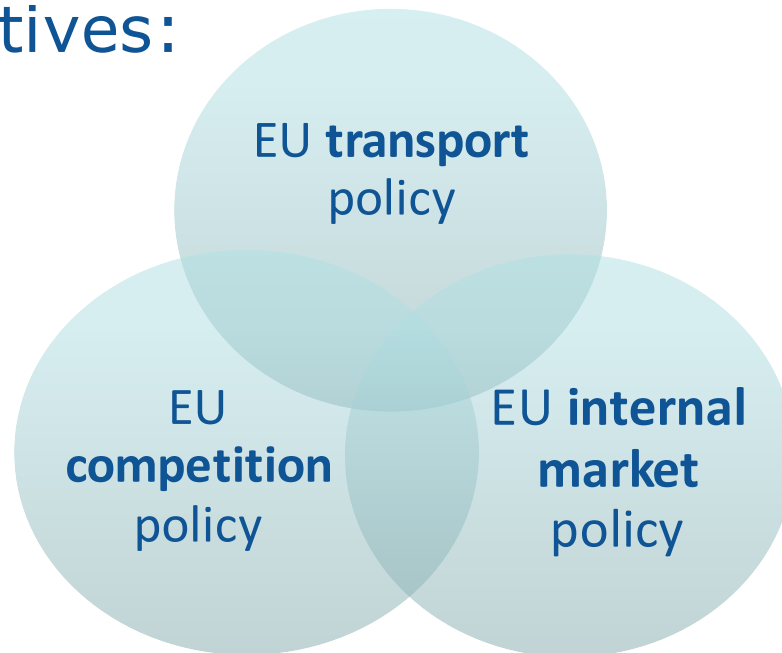 tives:
EU transport
policy
EU
competition
policy
EU internal
market
policy